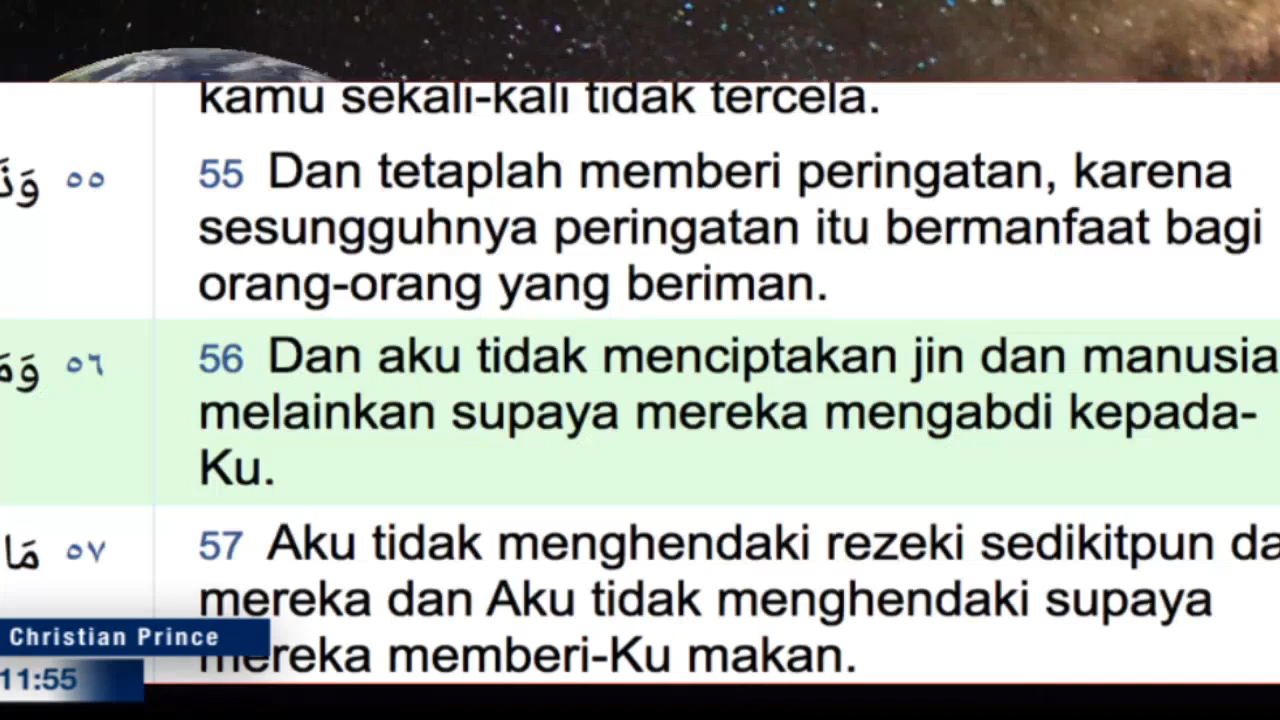 kamu sekali-kali tidak tercela.
٥٥
55 Dan tetaplah memberi peringatan, karena
sesungguhnya peringatan itu bermanfaat bagi
orang-orang yang beriman.
٥٦
56 Dan aku tidak menciptakan jin dan manusia
melainkan supaya mereka mengabdi kepada-
Ku.
مَا ٥٧
57 Aku tidak menghendaki rezeki sedikitpun da
mereka dan Aku tidak menghendaki supaya
mereka memberi-Ku makan.
Christian Prince
11:55